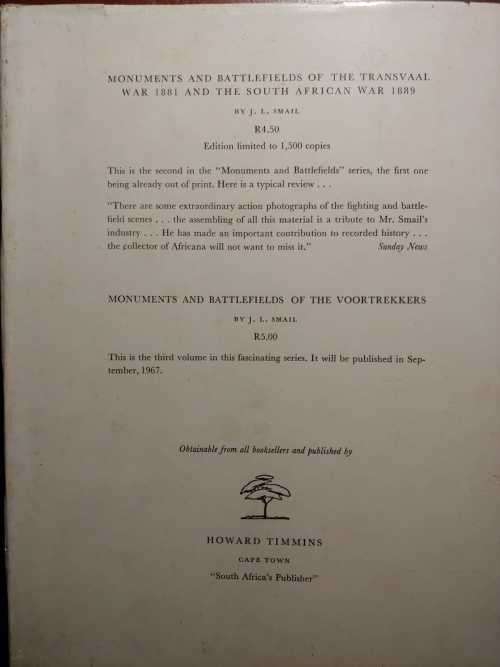 MONUMENTS AND BATTLEFIELDS OF THE TRANSVAAL
WAR 1881 AND THE SOUTH AFRICAN WAR 1889
BY J. L. SMAIL
R4.50
Edition limited to 1,500 copies
This is the second in the "Monuments and Battlefields" series, the first one
being already out of print. Here is a typical review . . .
"There are some extraordinary action photographs of the fighting and battle-
field scenes . . . the assembling of all this material is a tribute to Mr. Smail's
industry . . . He has made an important contribution to recorded history . . .
the collector of Africana will not want to miss it." Sunday News
MONUMENTS AND BATTLEFIELDS OF THE VOORTREKKERS
BY J. L. SMAIL
R5.00
This is the third volume in this fascinating series. It will be published in Sep-
tember, 1967.
Obtainable from all booksellers and published by
HOWARD TIMMINS
CAPE TOWN
"South Africa's Publisher"